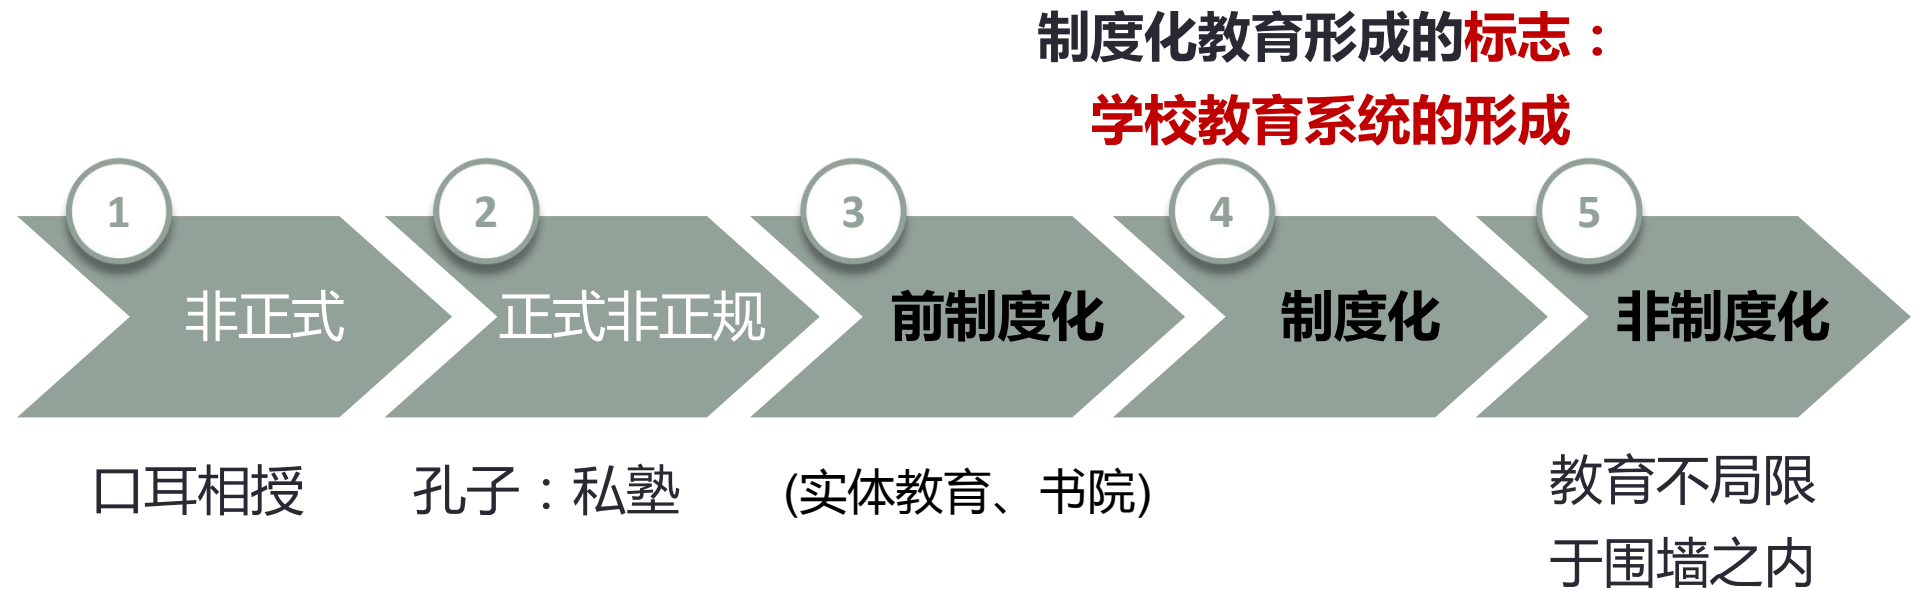 制度化教育形成的标志：
学校教育系统的形成
1
2
3
4
5
非正式
正式非正规
前制度化
制度化
非制度化
口耳相授
孔子：私塾
(实体教育、书院)
教育不局限
于围墙之内